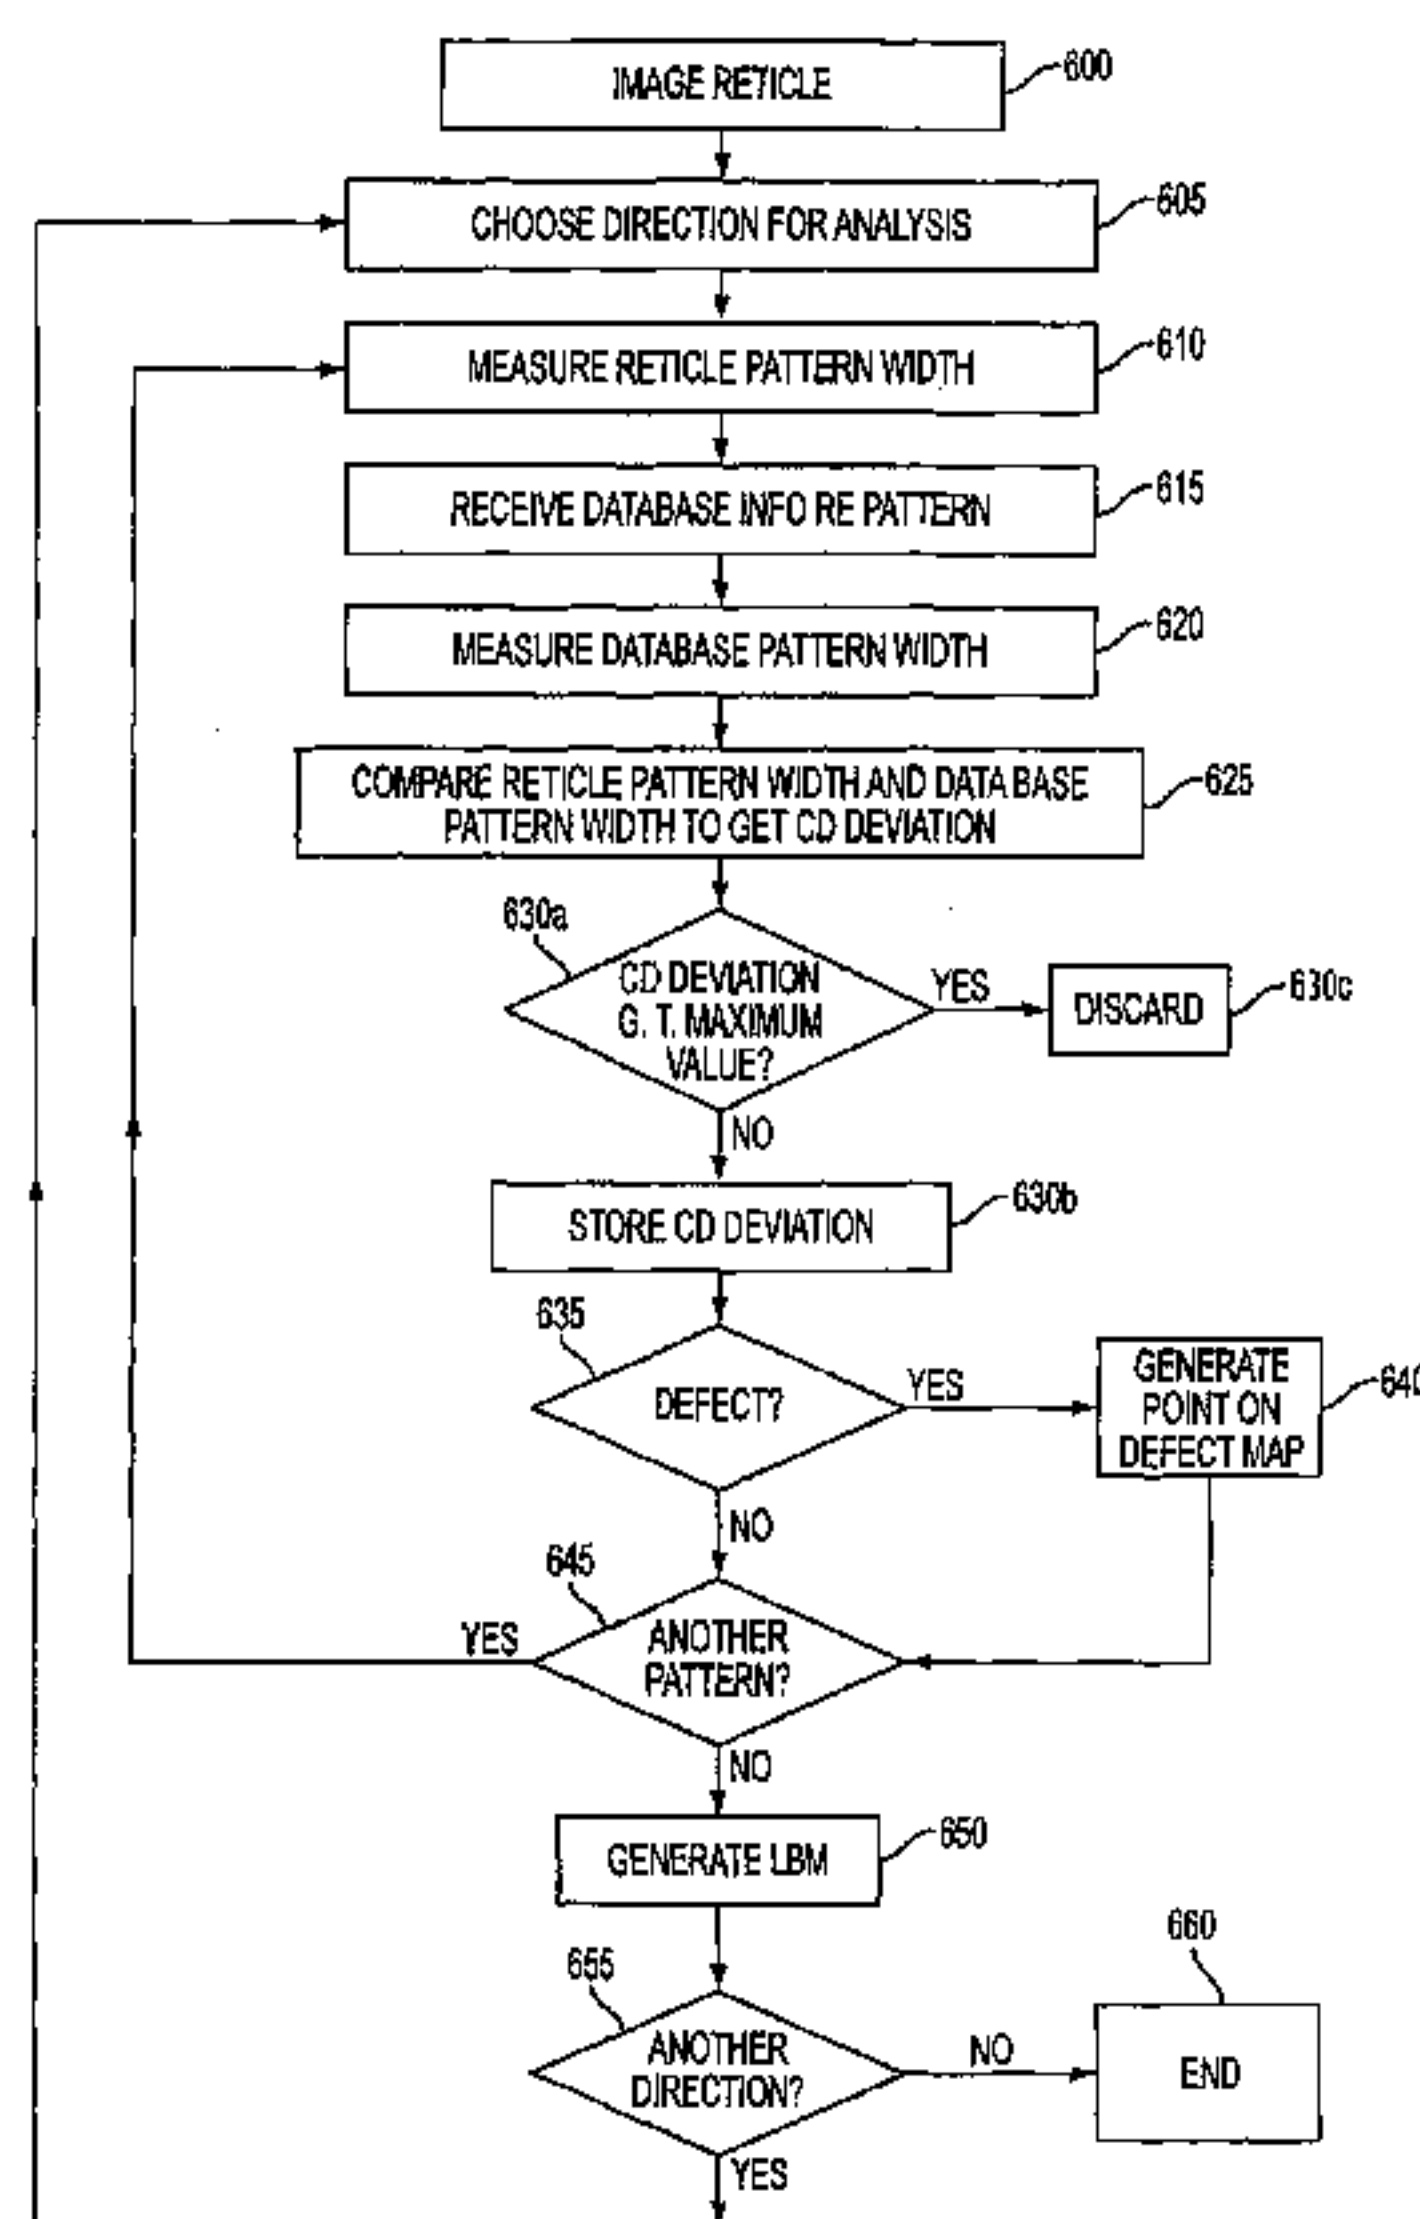 IMAGE RETICLE
600
CHOOSE DIRECTION FOR ANALYSIS
605
MEASURE RETICLE PATTERN WIDTH
610
RECEIVE DATABASE INFO RE PATTERN
615
MEASURE DATABASE PATTERN WIDTH
620
COMPARE RETICLE PATTERN WIDTH AND DATA BASE
PATTERN WIDTH TO GET CD DEVIATION
625
630a
CD DEVIATION
G. T. MAXIMUM
VALUE?
YES
DISCARD
630c
NO
STORE CD DEVIATION
630b
635
DEFECT?
YES
GENERATE
POINT ON
DEFECT MAP
640
NO
645
ANOTHER
PATTERN?
YES
NO
GENERATE LBM
650
655
ANOTHER
DIRECTION?
NO
660
END
YES